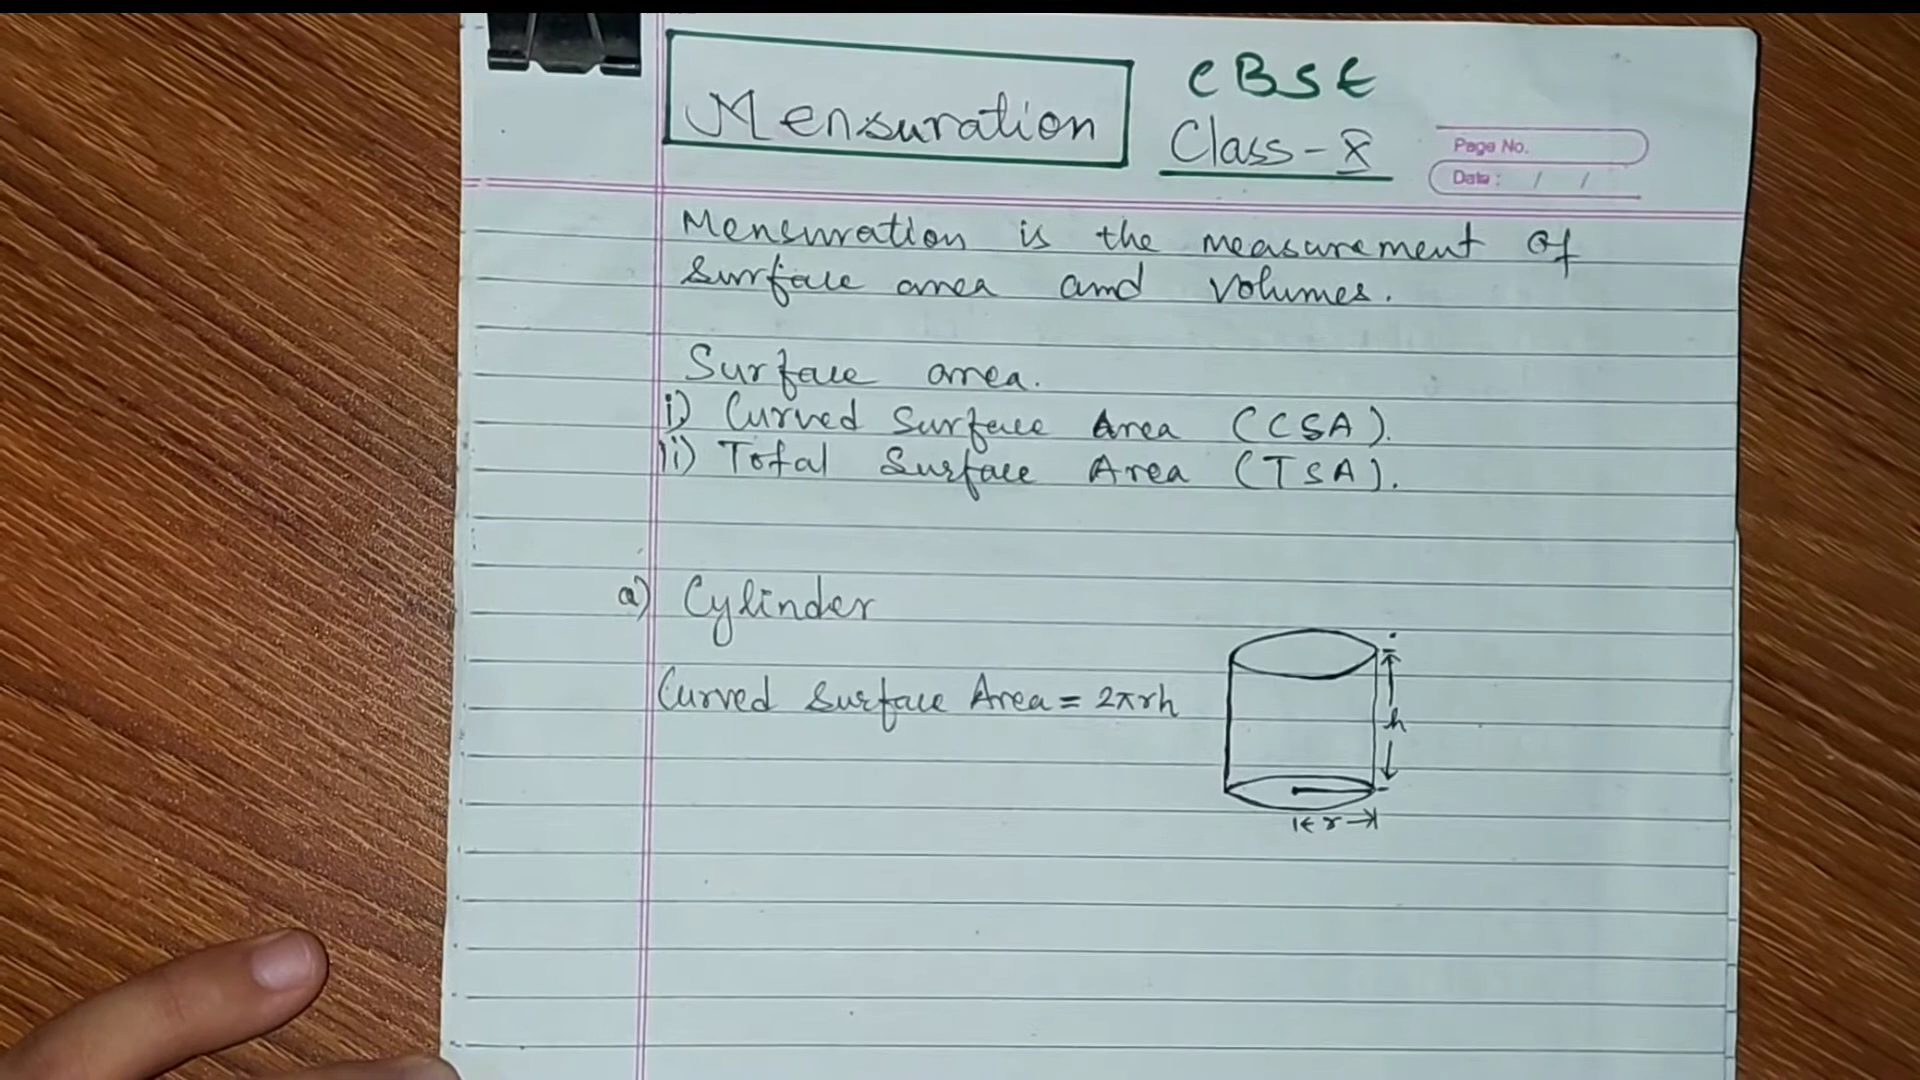 Mensuration
CBSE
Class-X
Page No.
Date: / /
Mensuration is the measurement of
surface area and volumes.
Surface area.
i) Curved Surface Area (CSA).
ii) Total Surface Area (TSA).
a) Cylinder
Curved Surface Area = 2πrh
h
r